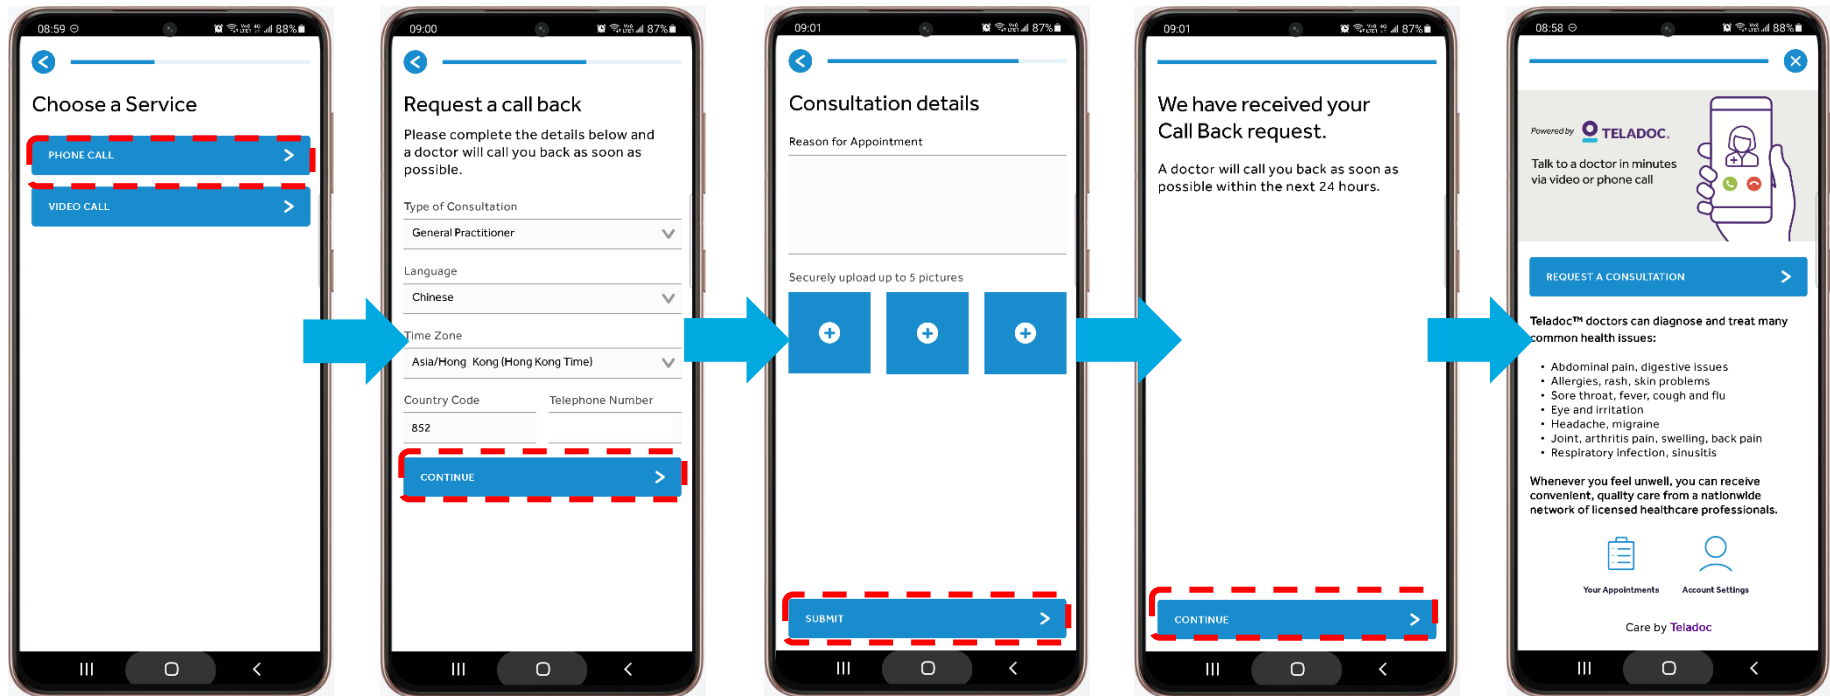 08:59
88%
Choose a Service
PHONE CALL
VIDEO CALL
09:00
87%
Request a call back
Please complete the details below and
a doctor will call you back as soon as
possible.
Type of Consultation
General Practitioner
Language
Chinese
Time Zone
Asia/Hong Kong (Hong Kong Time)
Country Code Telephone Number
852
CONTINUE
09:01
87%
Consultation details
Reason for Appointment
Securely upload up to 5 pictures
SUBMIT
09:01
87%
We have received your
Call Back request.
A doctor will call you back as soon as
possible within the next 24 hours.
CONTINUE
08:58
88%
Powered by TELADOC.
Talk to a doctor in minutes
via video or phone call
REQUEST A CONSULTATION
Teladoc™ doctors can diagnose and treat many
common health issues:
• Abdominal pain, digestive issues
• Allergies, rash, skin problems
• Sore throat, fever, cough and flu
• Eye and irritation
• Headache, migraine
• Joint, arthritis pain, swelling, back pain
• Respiratory infection, sinusitis
Whenever you feel unwell, you can receive
convenient, quality care from a nationwide
network of licensed healthcare professionals.
Your Appointments Account Settings
Care by Teladoc